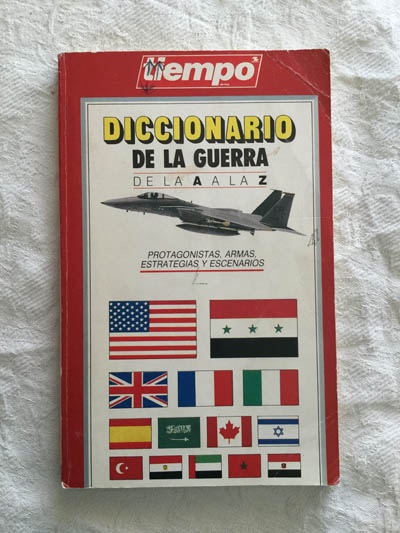 tiempo
DICCIONARIO
DE LA GUERRA
DE LA A A LA Z
PROTAGONISTAS, ARMAS,
ESTRATEGIAS Y ESCENARIOS